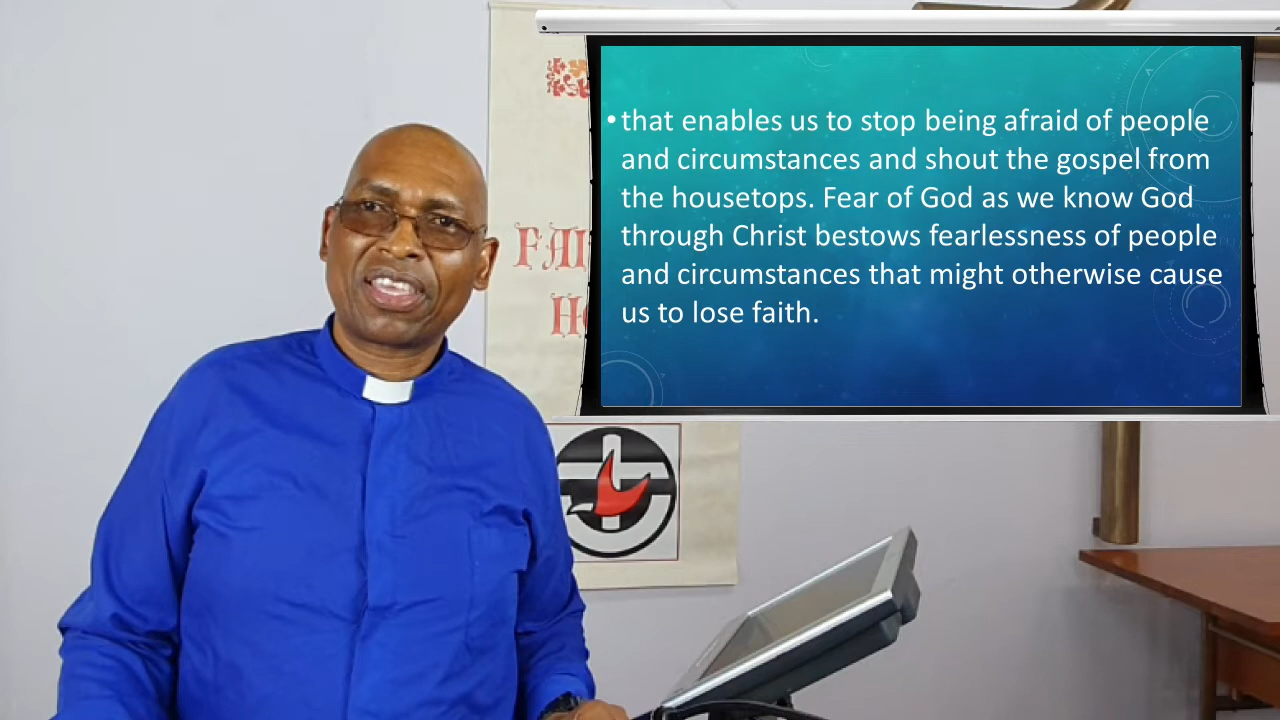 • that enables us to stop being afraid of people
and circumstances and shout the gospel from
the housetops. Fear of God as we know God
through Christ bestows fearlessness of people
and circumstances that might otherwise cause
us to lose faith.